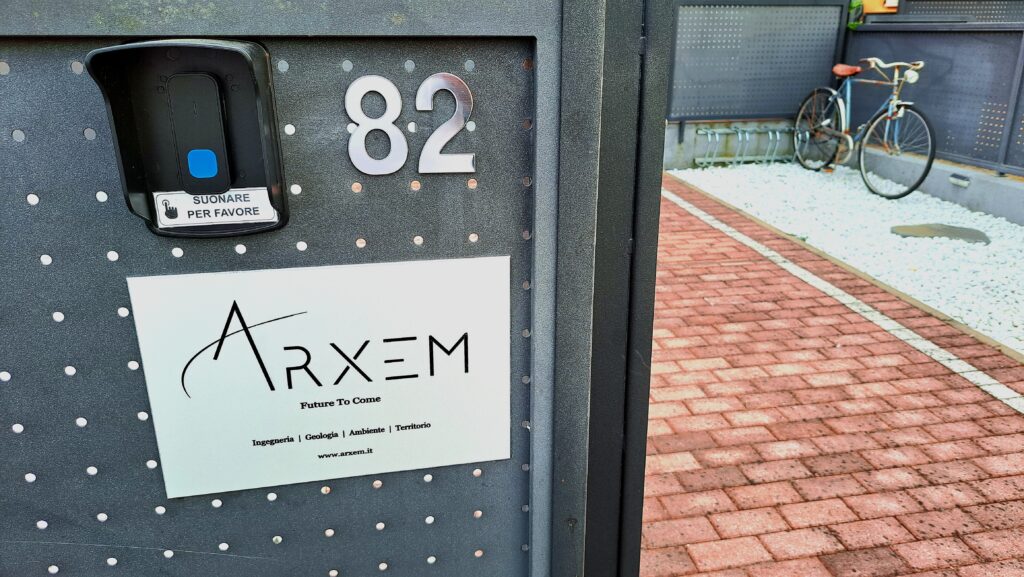 82
SUONARE
PER FAVORE
ARXEM
Future To Come
Ingegneria | Geologia | Ambiente | Territorio
www.arxem.it